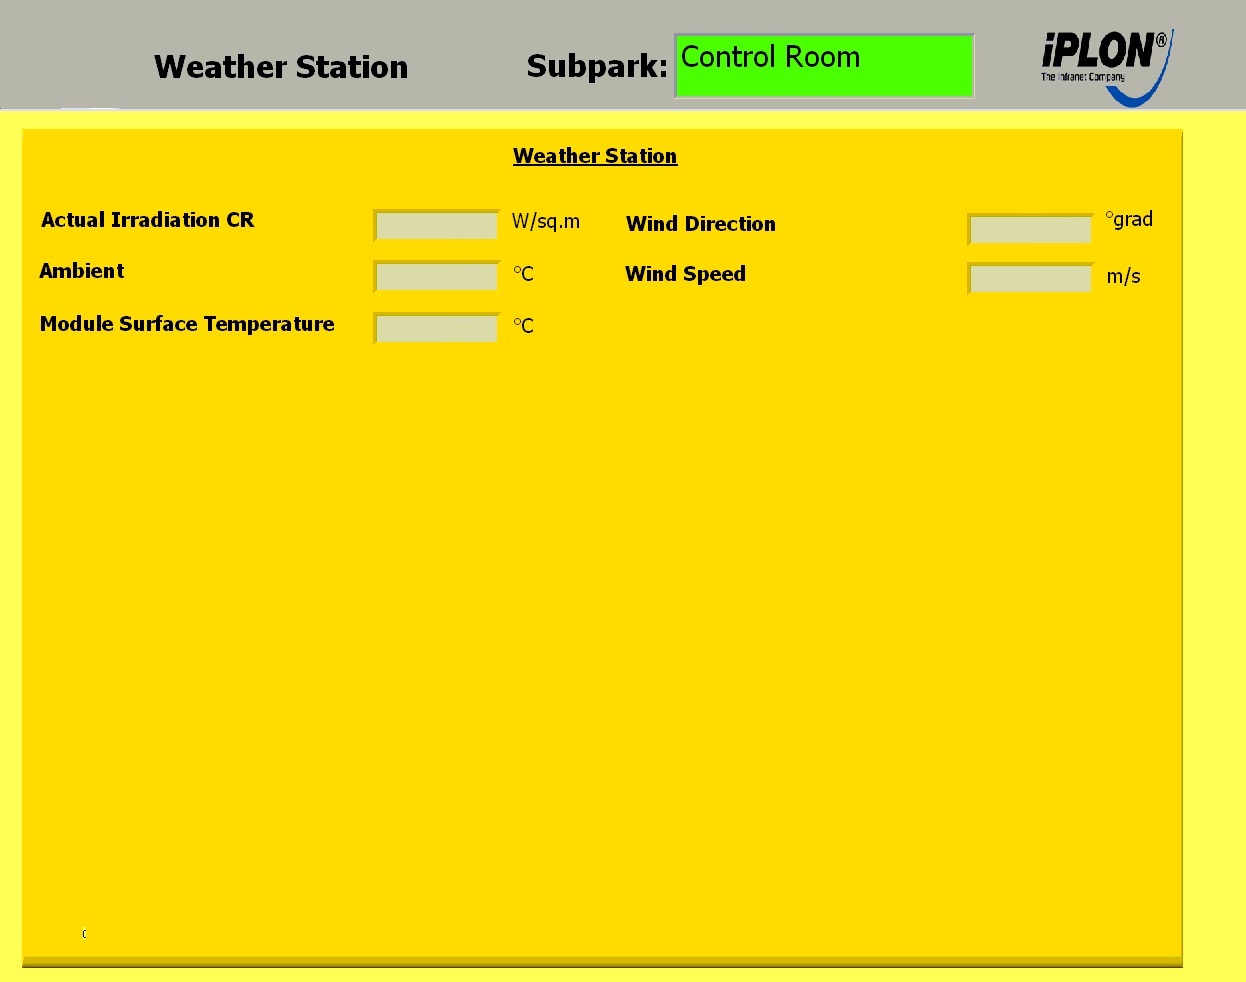 Weather Station
Subpark: Control Room
iPLON®
The Infranet Company
Weather Station
Actual Irradiation CR W/sq.m
Wind Direction °grad
Ambient °C
Wind Speed m/s
Module Surface Temperature °C